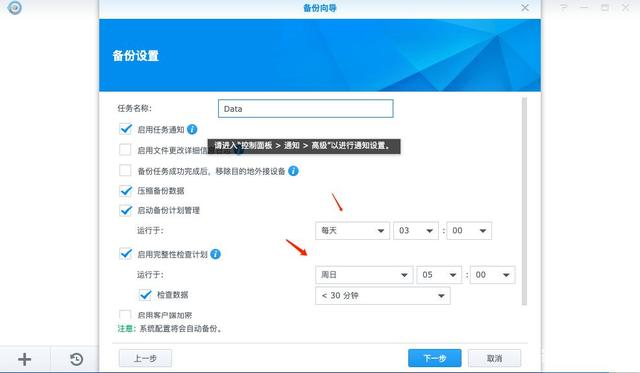 备份向导
备份设置
任务名称: Data
启用任务通知
请进入"控制面板 > 通知 > 高级"以进行通知设置。
启用文件更改详细信
备份任务成功完成后，移除目的地外接设备
压缩备份数据
启动备份计划管理
运行于: 每天 03 : 00
启用完整性检查计划
运行于: 周日 05 : 00
检查数据 < 30 分钟
启用客户端加密
注意: 系统配置将会自动备份。
上一步 下一步 取消